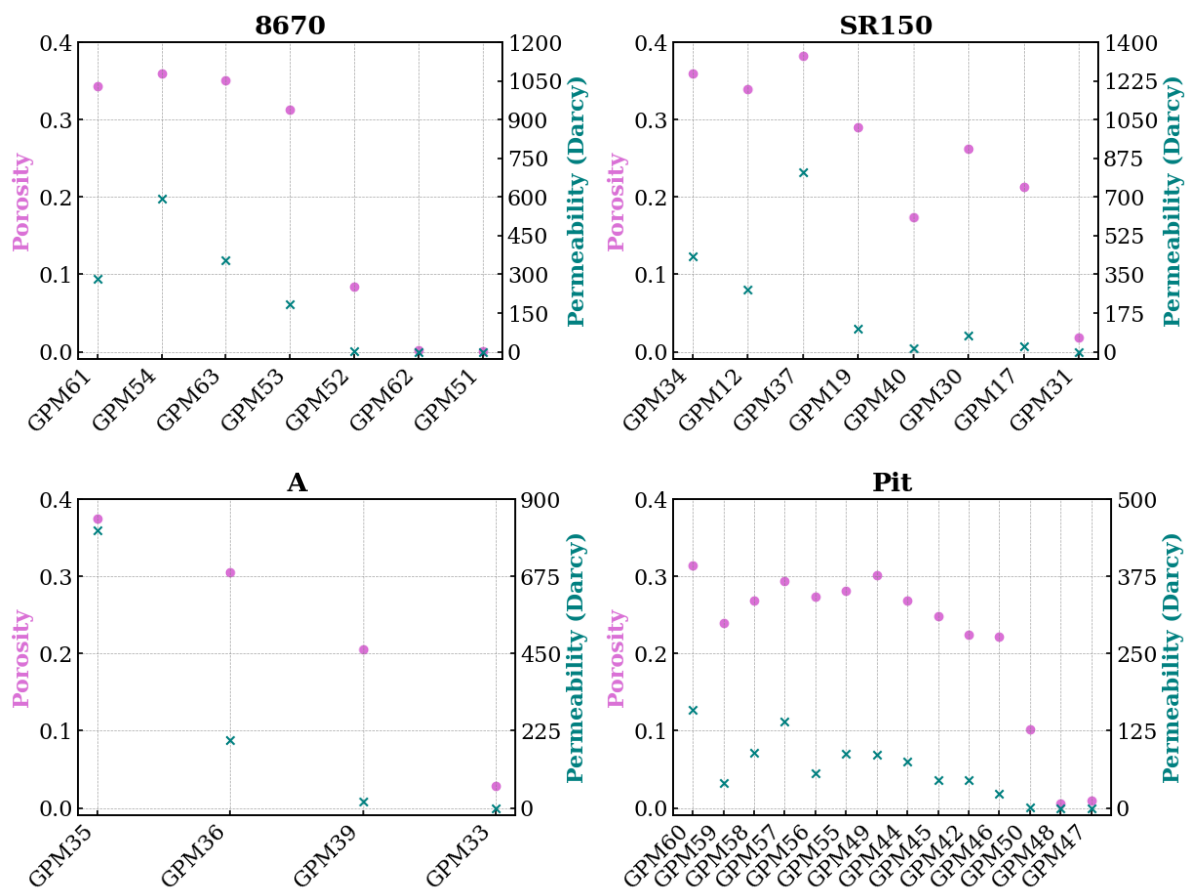 8670
0.4
0.3
0.2
0.1
0.0
Porosity
1200
1050
900
750
600
450
300
150
0
Permeability (Darcy)
GPM61
GPM54
GPM63
GPM53
GPM52
GPM62
GPM51
SR150
0.4
0.3
0.2
0.1
0.0
Porosity
1400
1225
1050
875
700
525
350
175
0
Permeability (Darcy)
GPM34
GPM12
GPM37
GPM19
GPM40
GPM30
GPM17
GPM31
A
0.4
0.3
0.2
0.1
0.0
Porosity
900
675
450
225
0
Permeability (Darcy)
GPM35
GPM36
GPM39
GPM33
Pit
0.4
0.3
0.2
0.1
0.0
Porosity
500
375
250
125
0
Permeability (Darcy)
GPM60
GPM59
GPM58
GPM57
GPM56
GPM55
GPM49
GPM44
GPM45
GPM42
GPM46
GPM50
GPM48
GPM47